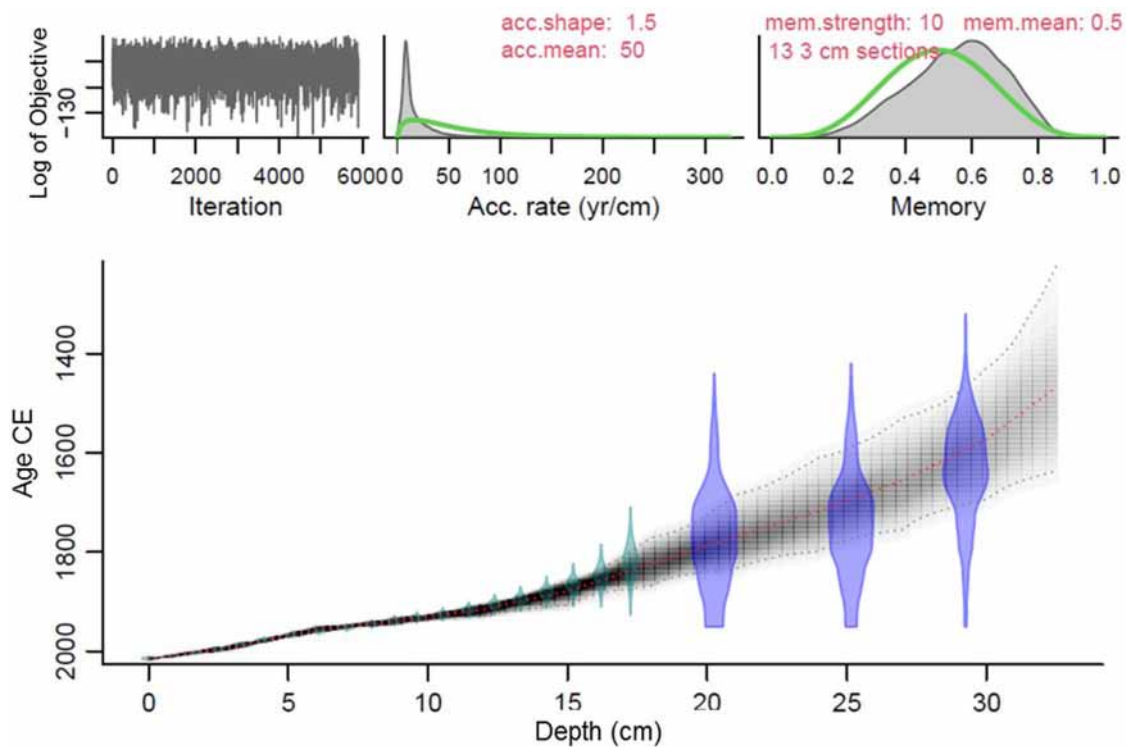 Log of Objective
−130
0 2000 4000 6000
Iteration
acc.shape: 1.5
acc.mean: 50
0 50 100 200 300
Acc. rate (yr/cm)
mem.strength: 10 mem.mean: 0.5
13 3 cm sections
0.0 0.2 0.4 0.6 0.8 1.0
Memory
Age CE
1400
1600
1800
2000
0 5 10 15 20 25 30
Depth (cm)